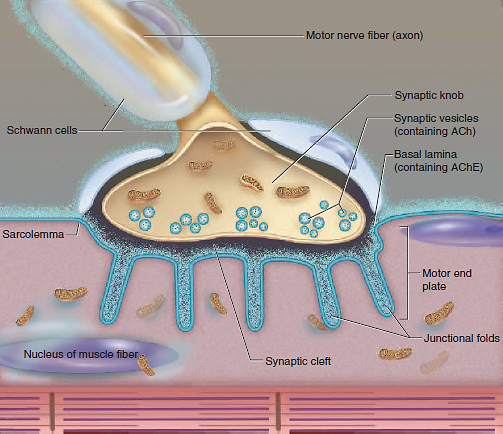 Motor nerve fiber (axon)
Synaptic knob
Synaptic vesicles
(containing ACh)
Schwann cells
Basal lamina
(containing AChE)
Sarcolemma
Motor end
plate
Junctional folds
Nucleus of muscle fiber
Synaptic cleft